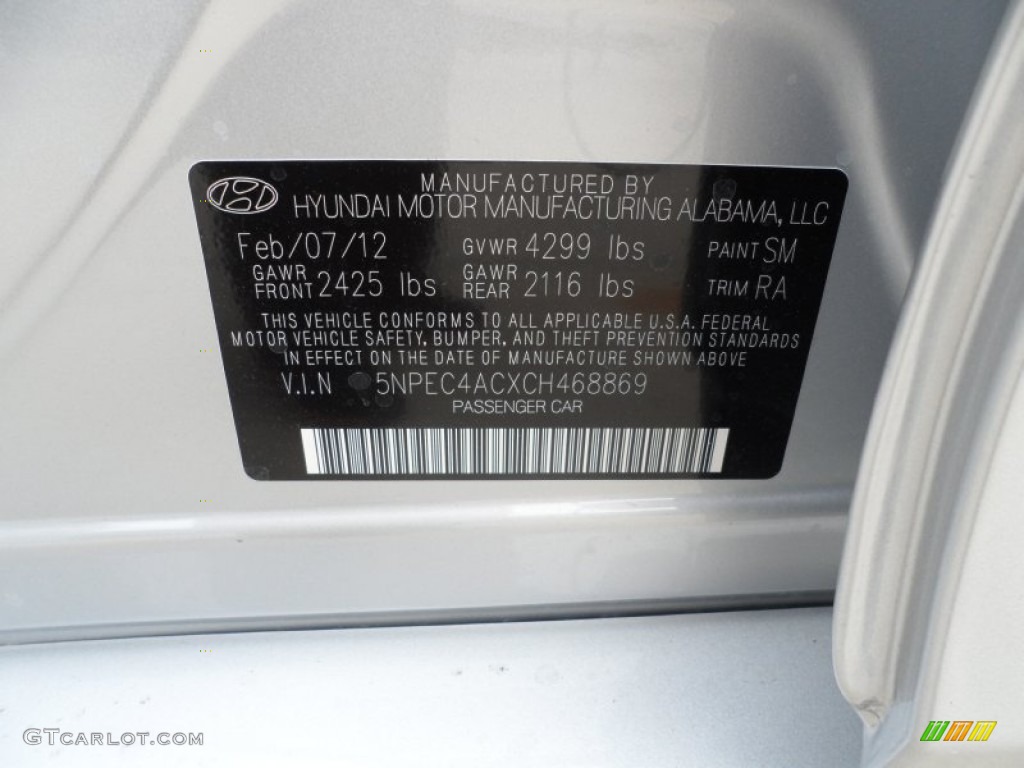 MANUFACTURED BY
HYUNDAI MOTOR MANUFACTURING ALABAMA, LLC
Feb/07/12 GVWR 4299 lbs PAINT SM
GAWR FRONT 2425 lbs GAWR REAR 2116 lbs TRIM RA
THIS VEHICLE CONFORMS TO ALL APPLICABLE U.S.A. FEDERAL
MOTOR VEHICLE SAFETY, BUMPER, AND THEFT PREVENTION STANDARDS
IN EFFECT ON THE DATE OF MANUFACTURE SHOWN ABOVE.
V.I.N 5NPEC4ACXCH468869
PASSENGER CAR
GTCARLOT.COM